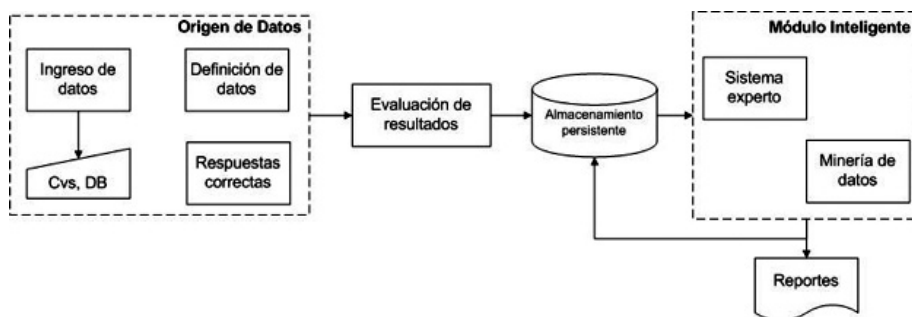 Origen de Datos
Ingreso de
datos
Definición de
datos
Cvs, DB
Respuestas
correctas
Evaluación de
resultados
Almacenamiento
persistente
Módulo Inteligente
Sistema
experto
Minería de
datos
Reportes